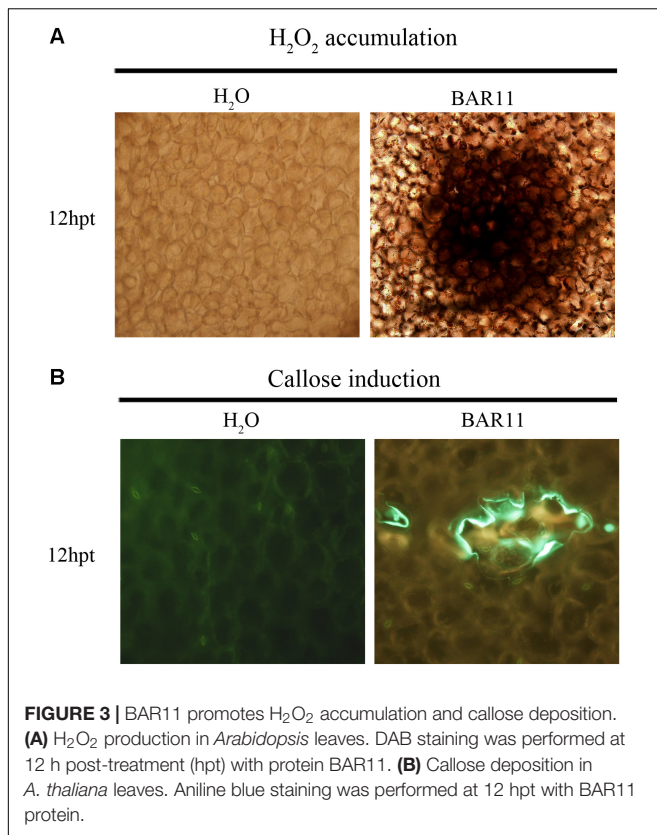 A
H₂O₂ accumulation
H₂O BAR11
12hpt
B
Callose induction
H₂O BAR11
12hpt
FIGURE 3 | BAR11 promotes H₂O₂ accumulation and callose deposition.
(A) H₂O₂ production in Arabidopsis leaves. DAB staining was performed at
12 h post-treatment (hpt) with protein BAR11. (B) Callose deposition in
A. thaliana leaves. Aniline blue staining was performed at 12 hpt with BAR11
protein.